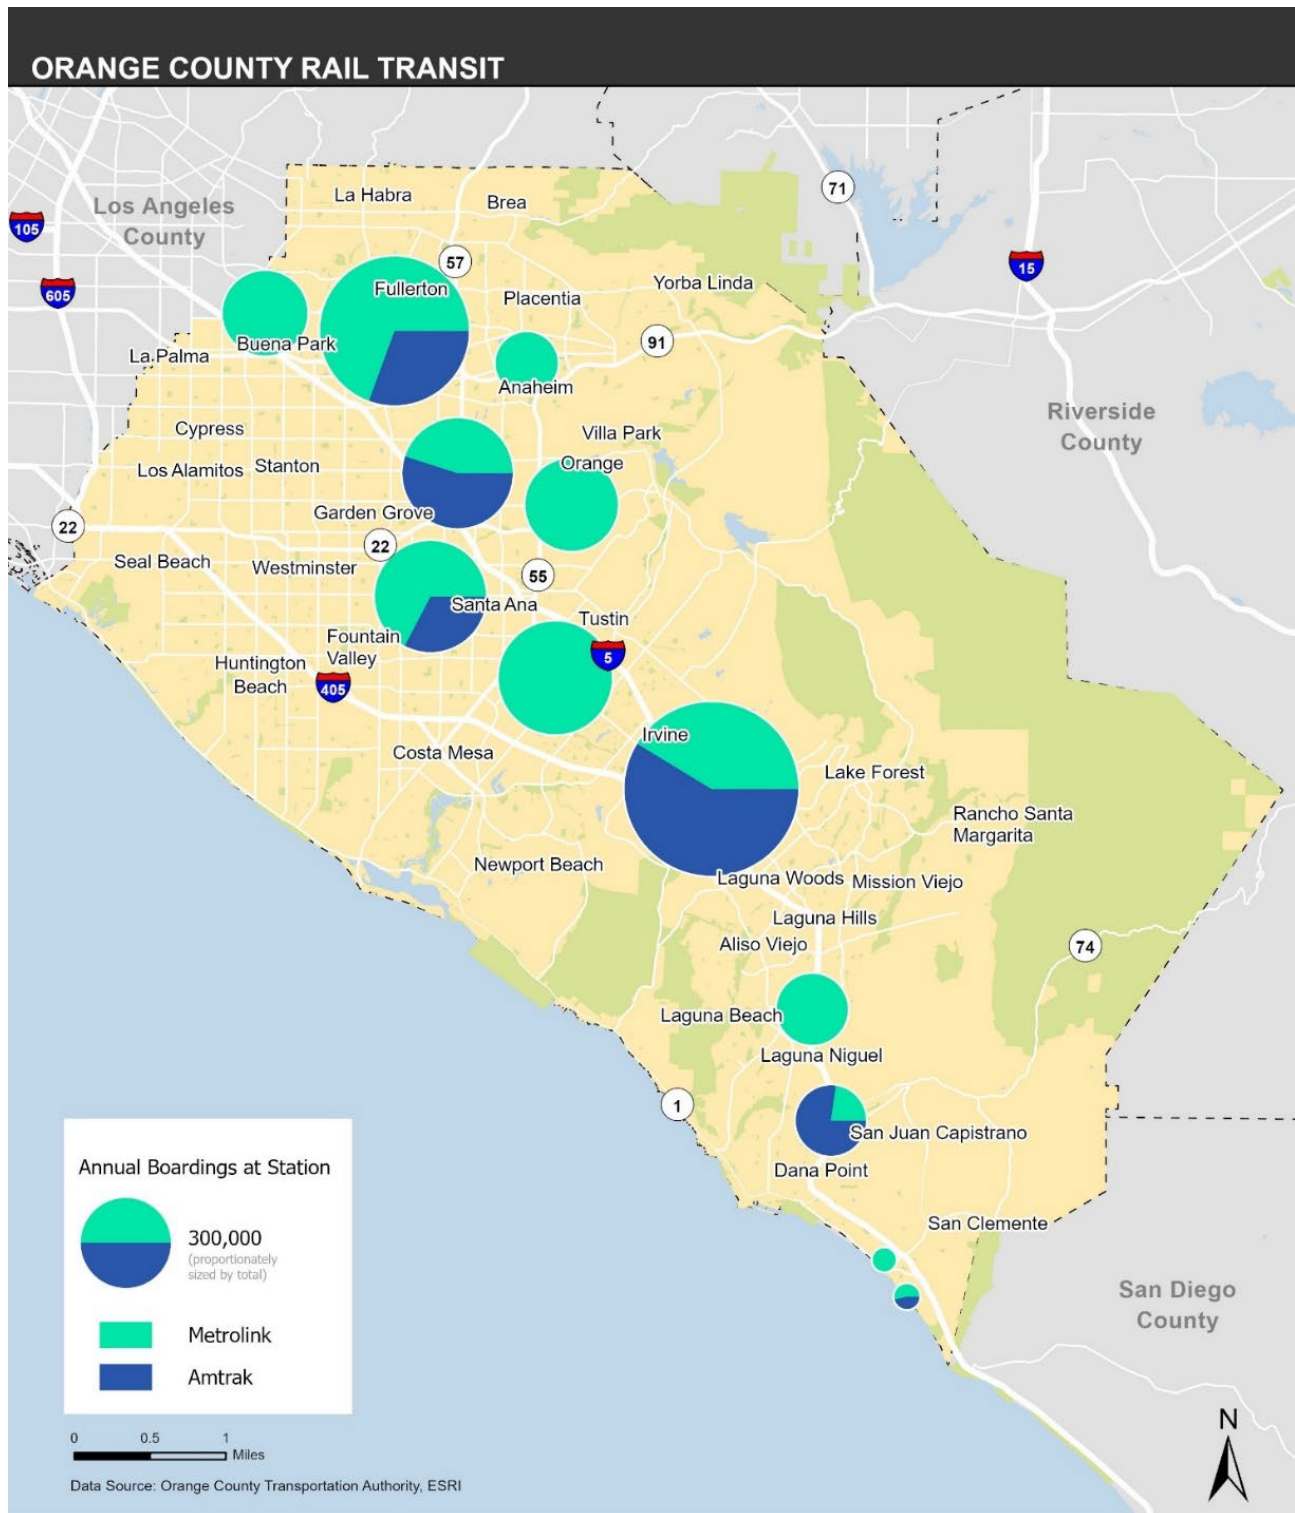 ORANGE COUNTY RAIL TRANSIT
La Habra
Brea
71
Los Angeles
County
105
57
15
605
Fullerton
Placentia
Yorba Linda
Buena Park
91
La Palma
Anaheim
Riverside
County
Cypress
Villa Park
Los Alamitos
Stanton
Orange
Garden Grove
22
22
Seal Beach
Westminster
55
Santa Ana
Tustin
Fountain
Valley
5
Huntington
Beach
405
Irvine
Costa Mesa
Lake Forest
Rancho Santa
Margarita
Newport Beach
Laguna Woods
Mission Viejo
Laguna Hills
Aliso Viejo
74
Laguna Beach
Laguna Niguel
1
San Juan Capistrano
Dana Point
San Clemente
San Diego
County
Annual Boardings at Station
300,000
(proportionately
sized by total)
Metrolink
Amtrak
0 0.5 1
Miles
N
Data Source: Orange County Transportation Authority, ESRI